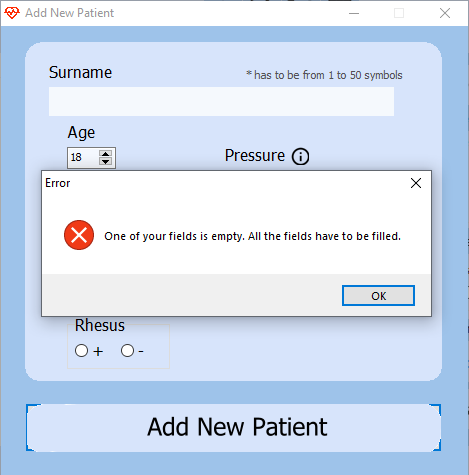 Add New Patient
Surname
* has to be from 1 to 50 symbols
Age
18
Pressure
Error
One of your fields is empty. All the fields have to be filled.
OK
Rhesus
+ -
Add New Patient